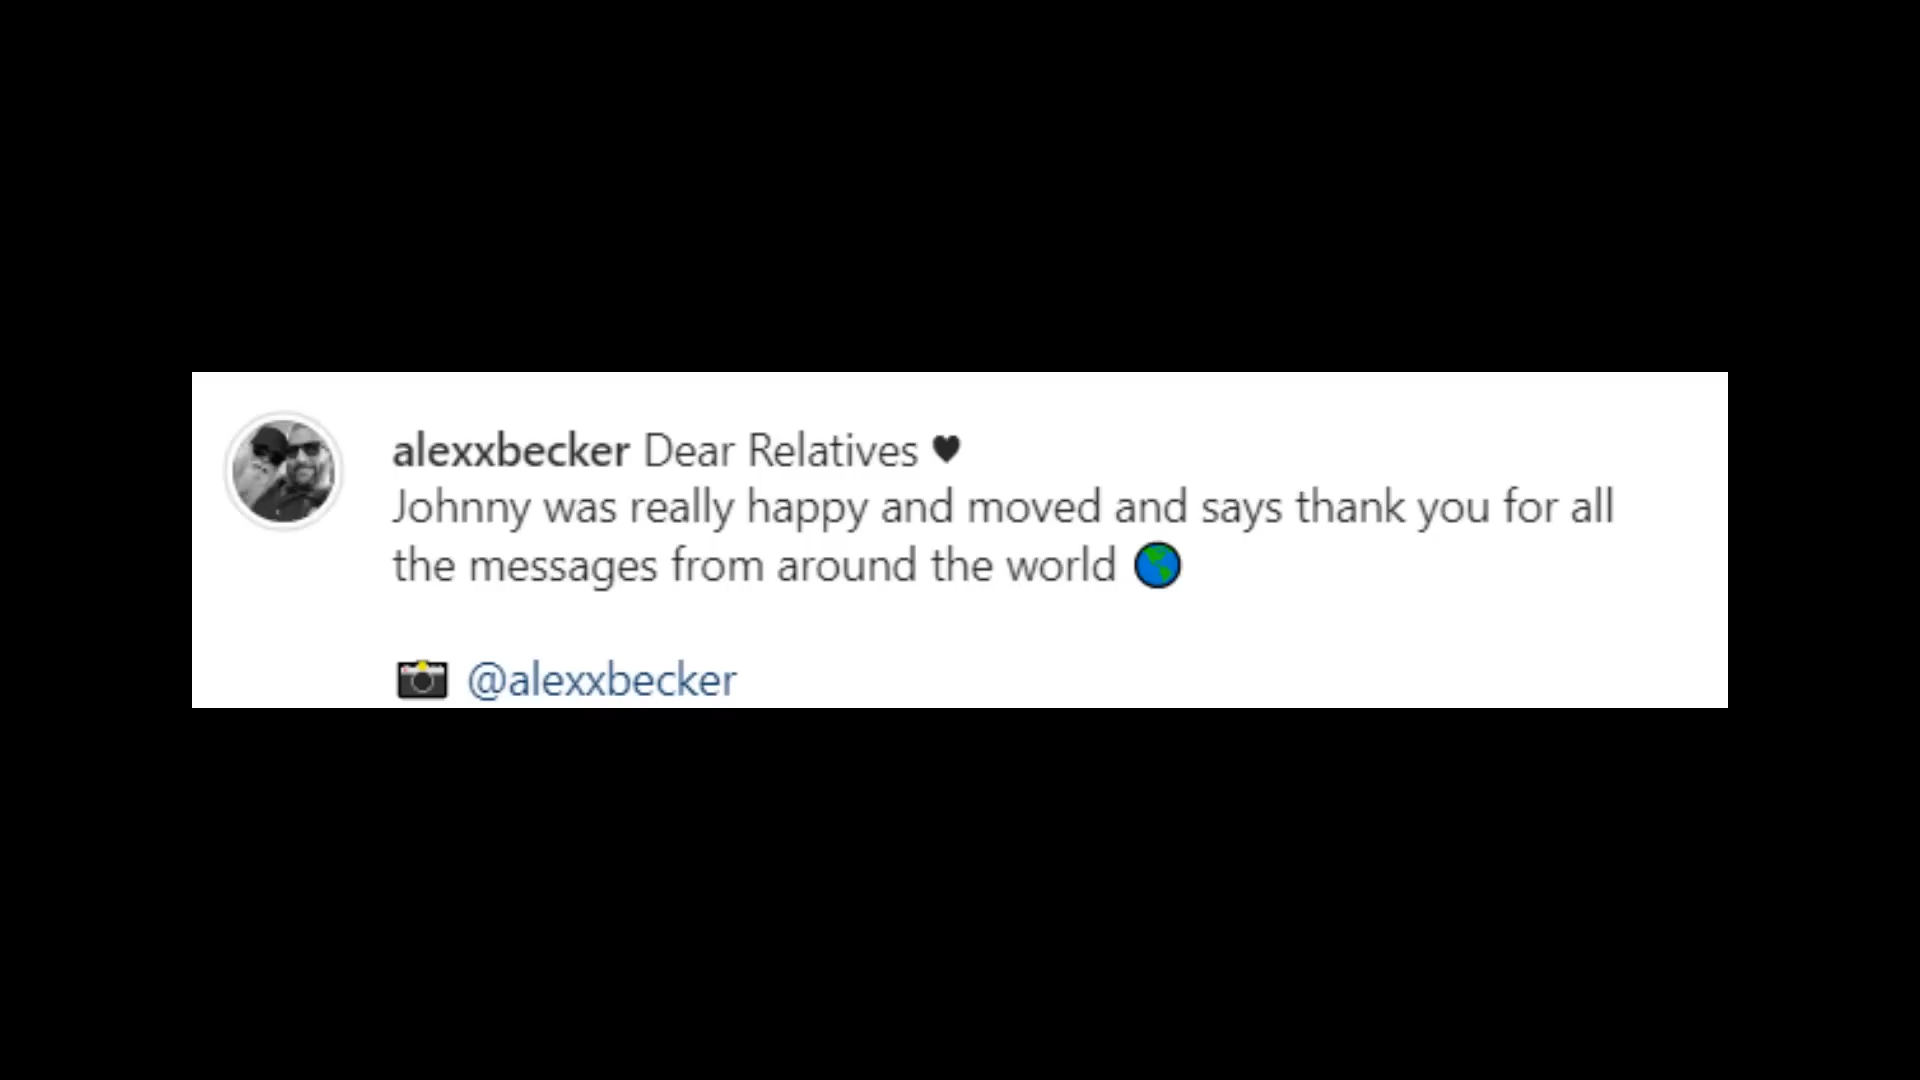 alexxbecker Dear Relatives 🖤
Johnny was really happy and moved and says thank you for all
the messages from around the world 🌎
📷 @alexxbecker